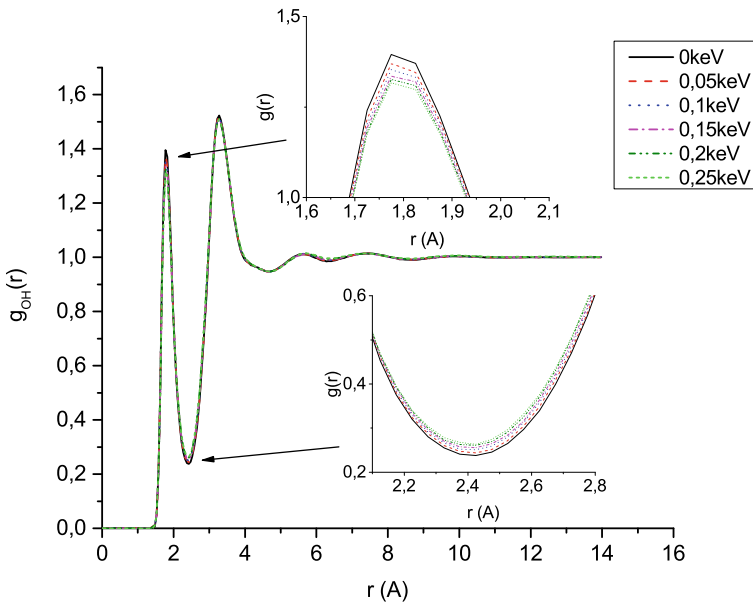 1,5
g(r)
1,0
1,6 1,7 1,8 1,9 2,0 2,1
r (A)
0keV
0,05keV
0,1keV
0,15keV
0,2keV
0,25keV
1,6
1,4
1,2
1,0
0,8
0,6
0,4
0,2
0,0
gOH(r)
0,6
0,4
0,2
g(r)
2,2 2,4 2,6 2,8
r (A)
0 2 4 6 8 10 12 14 16
r (A)